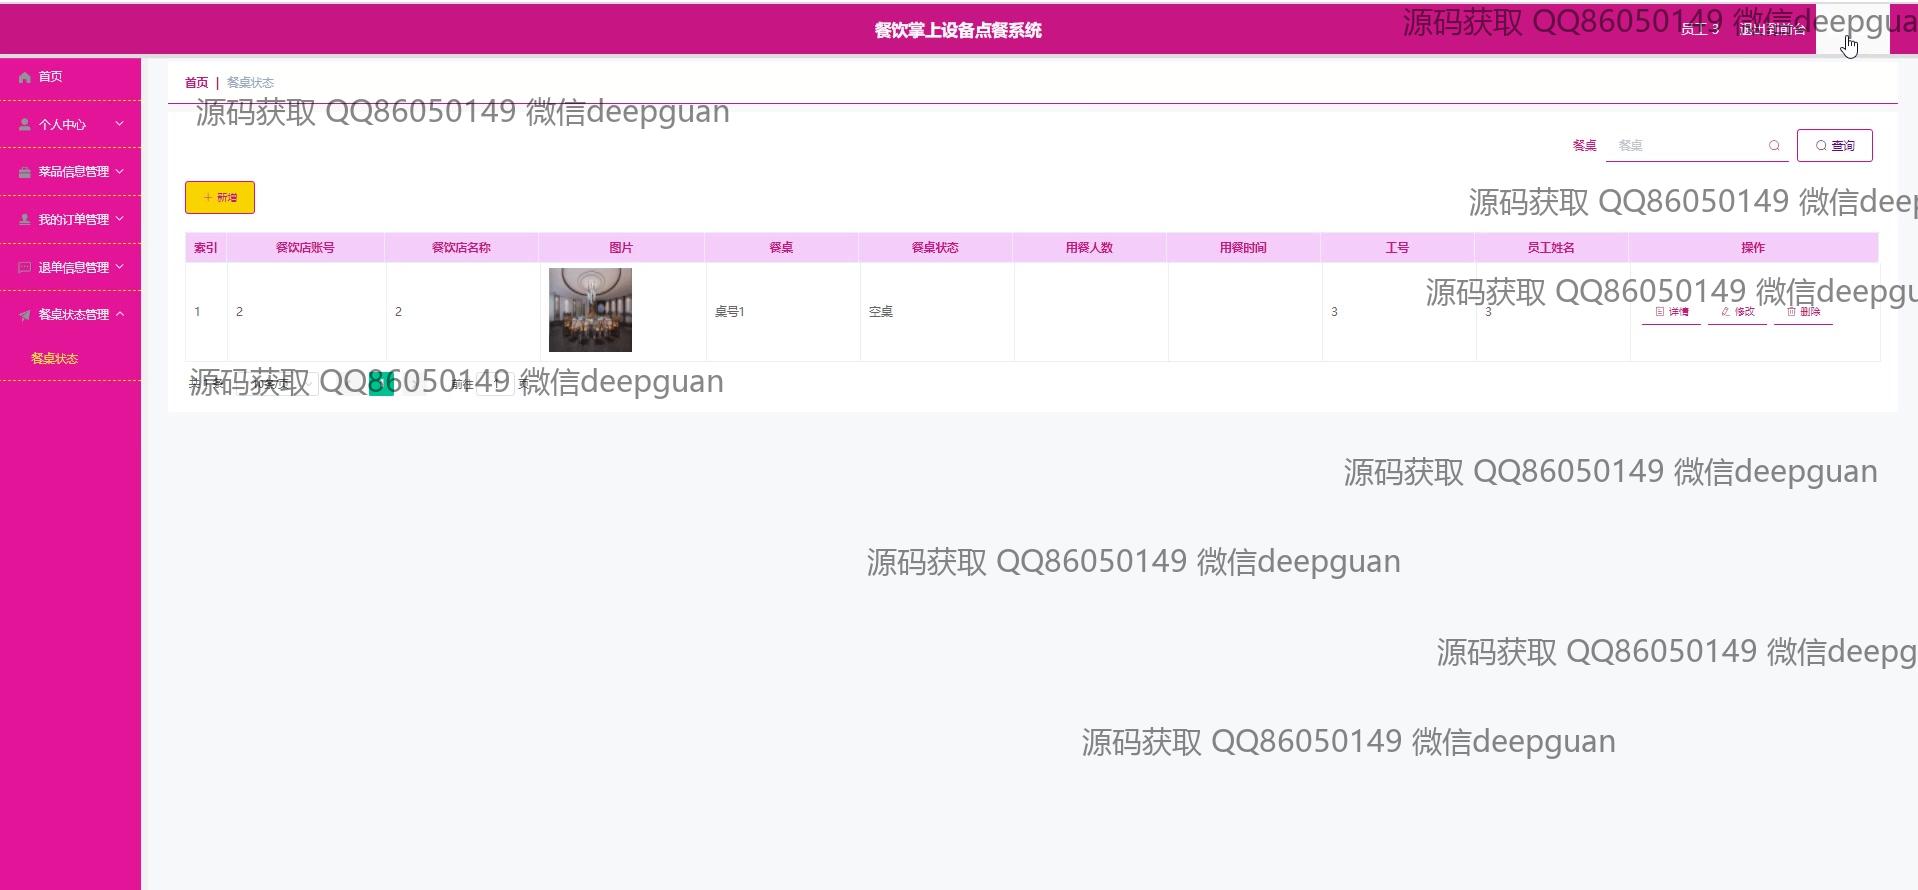 餐饮掌上设备点餐系统
源码获取 QQ86050149 微信deepgua
员工 3 退出到前台
首页
个人中心
菜品信息管理
我的订单管理
退单信息管理
餐桌状态管理
餐桌状态
首页 | 餐桌状态
源码获取 QQ86050149 微信deepguan
餐桌 餐桌 查询
新增
源码获取 QQ86050149 微信deep
索引 餐饮店账号 餐饮店名称 图片 餐桌 餐桌状态 用餐人数 用餐时间 工号 员工姓名 操作
源码获取 QQ86050149 微信deepgu
1 2 2 桌号1 空桌 3 3 详情 修改 删除
源码获取 QQ86050149 微信deepguan
10条/页 前往 1 页
源码获取 QQ86050149 微信deepguan
源码获取 QQ86050149 微信deepguan
源码获取 QQ86050149 微信deepg
源码获取 QQ86050149 微信deepguan